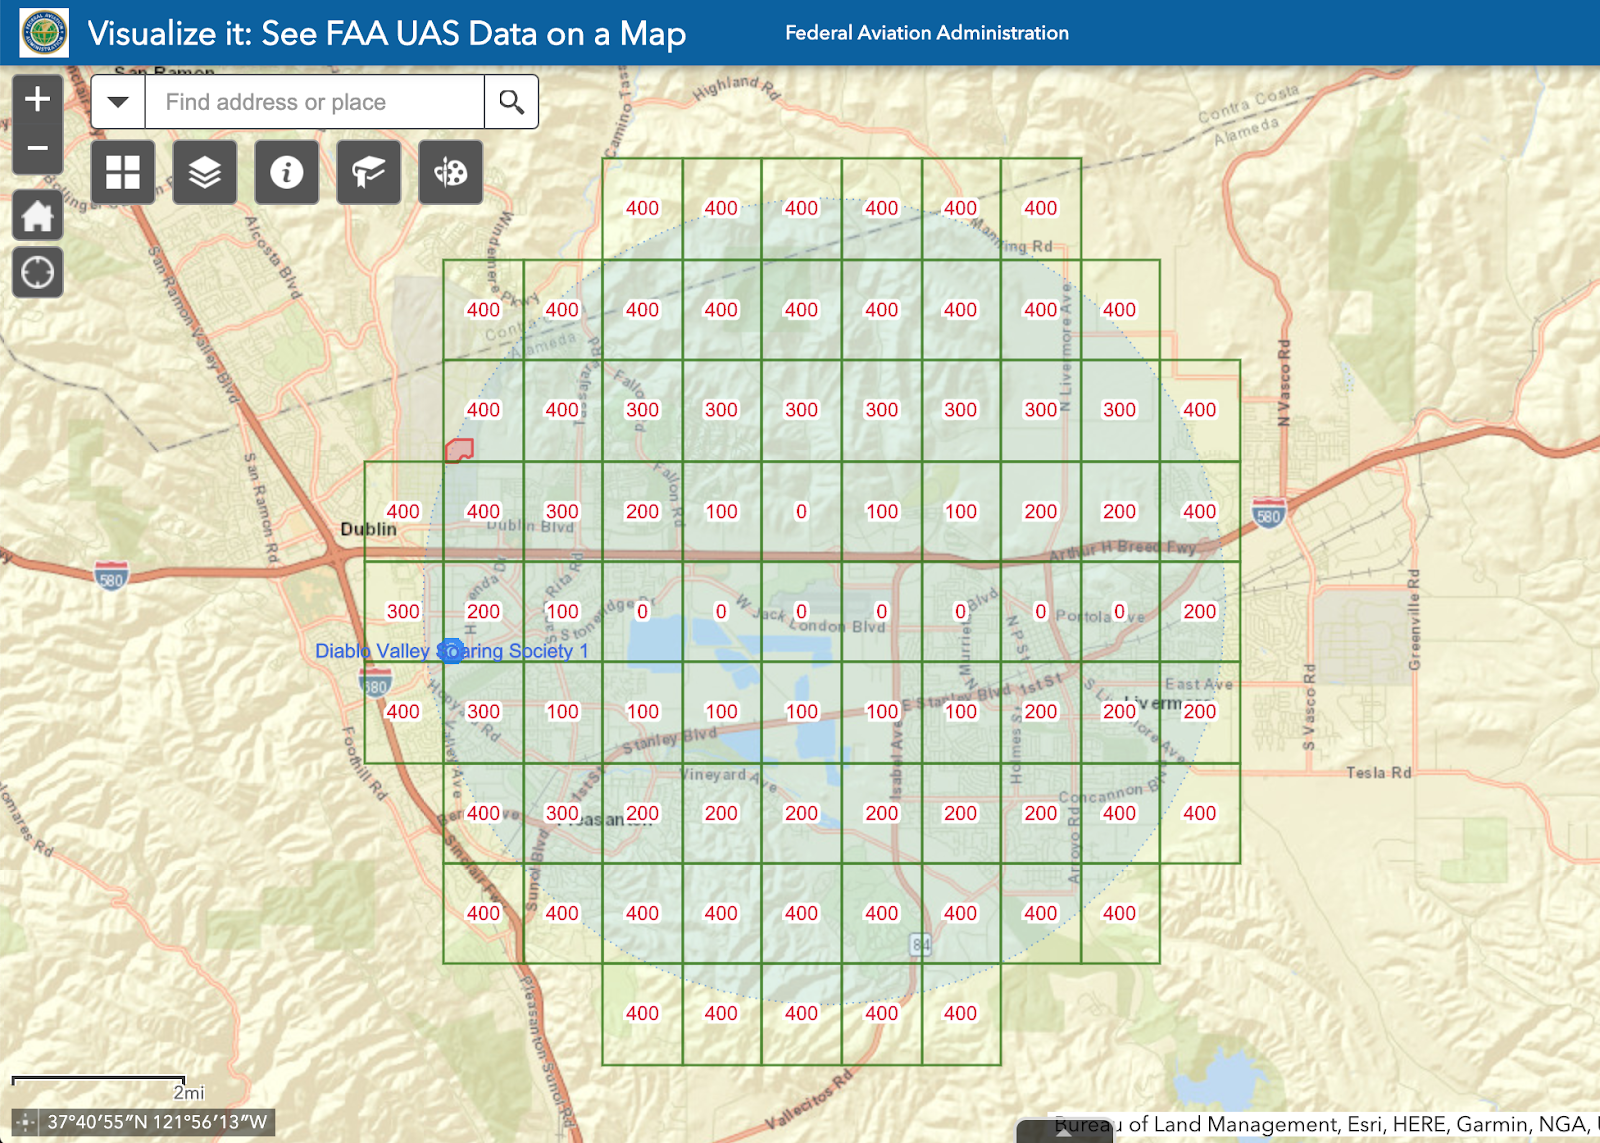 Visualize it: See FAA UAS Data on a Map
Federal Aviation Administration
San Ramon
Find address or place
Highland Rd
Contra Costa
Alameda
Alcosta Blvd
Windemere Pkwy
San Ramon Valley Blvd
400 400 400 400 400 400
Manning Rd
400 400 400 400 400 400 400 400 400
Contra
Alameda
N Livermore Ave
N Vasco Rd
Tassajara Rd
Fallon Rd
400 400 300 300 300 300 300 300 300 400
San Ramon Rd
Fallon Rd
400 400 300 200 100 0 100 100 200 200 400
580
Dublin
Dublin Blvd
Arthur H Breed Fwy
580
Santa Rita Rd
Stoneridge Dr
W Jack London Blvd
Murrieta Blvd
Portola Ave
Greenville Rd
300 200 100 0 0 0 0 0 0 0 200
Diablo Valley Soaring Society 1
N P St
680
Hopyard Rd
E Stanley Blvd
1st St
East Ave
S Livermore Ave
Livermore
400 300 100 100 100 100 100 100 200 200 200
Stanley Blvd
Isabel Ave
Holmes St
S Vasco Rd
Foothill Rd
Valley Ave
1st St
Vineyard Ave
Tesla Rd
Concannon Blvd
400 300 200 200 200 200 200 200 400 400
Pleasanton
Sunol Blvd
Arroyo Rd
400 400 400 400 400 400 400 400 400
84
400 400 400 400 400
Pleasanton Sunol Rd
Vallecitos Rd
2mi
37°40′55″N 121°56′13″W
Bureau of Land Management, Esri, HERE, Garmin, NGA,